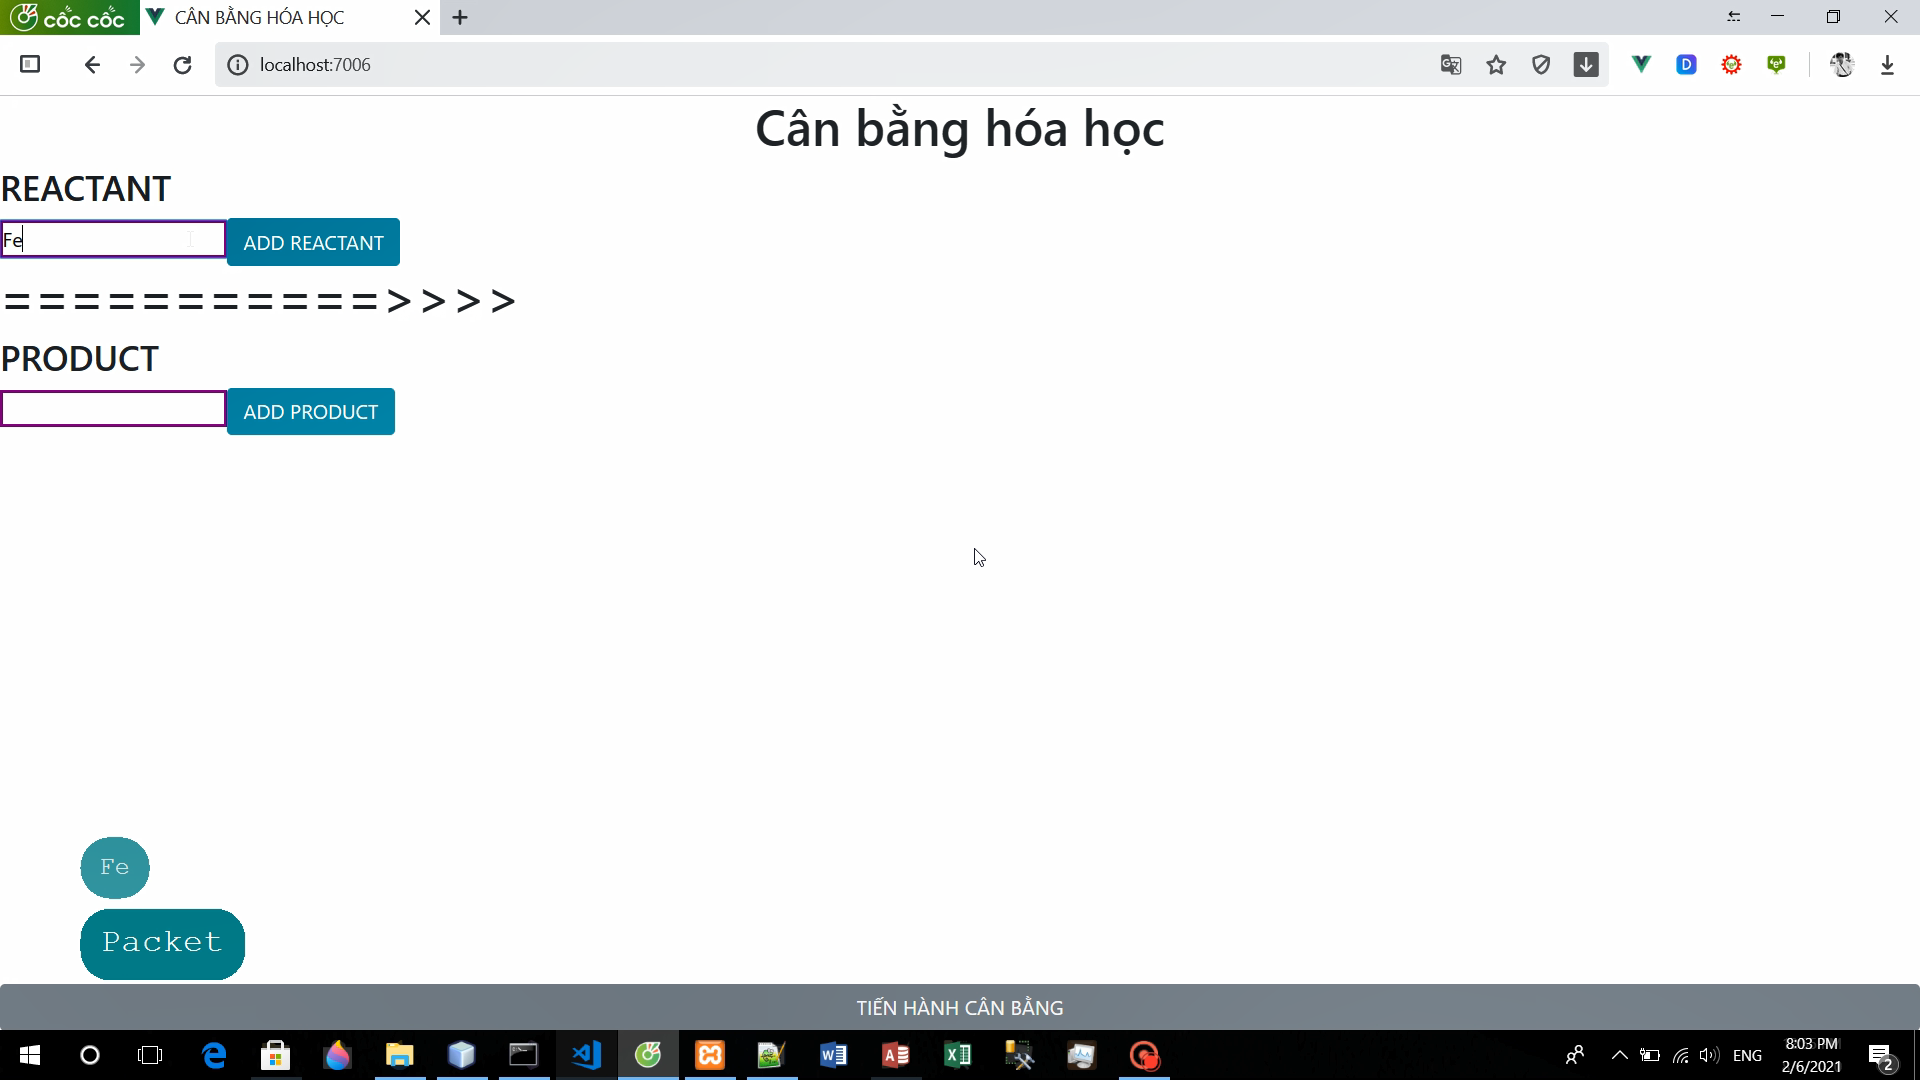 cốc cốc
CÂN BẰNG HÓA HỌC
localhost:7006
Cân bằng hóa học
REACTANT
Fe
ADD REACTANT
===========>>>>
PRODUCT
ADD PRODUCT
Fe
Packet
TIẾN HÀNH CÂN BẰNG
ENG
8:03 PM
2/6/2021
2